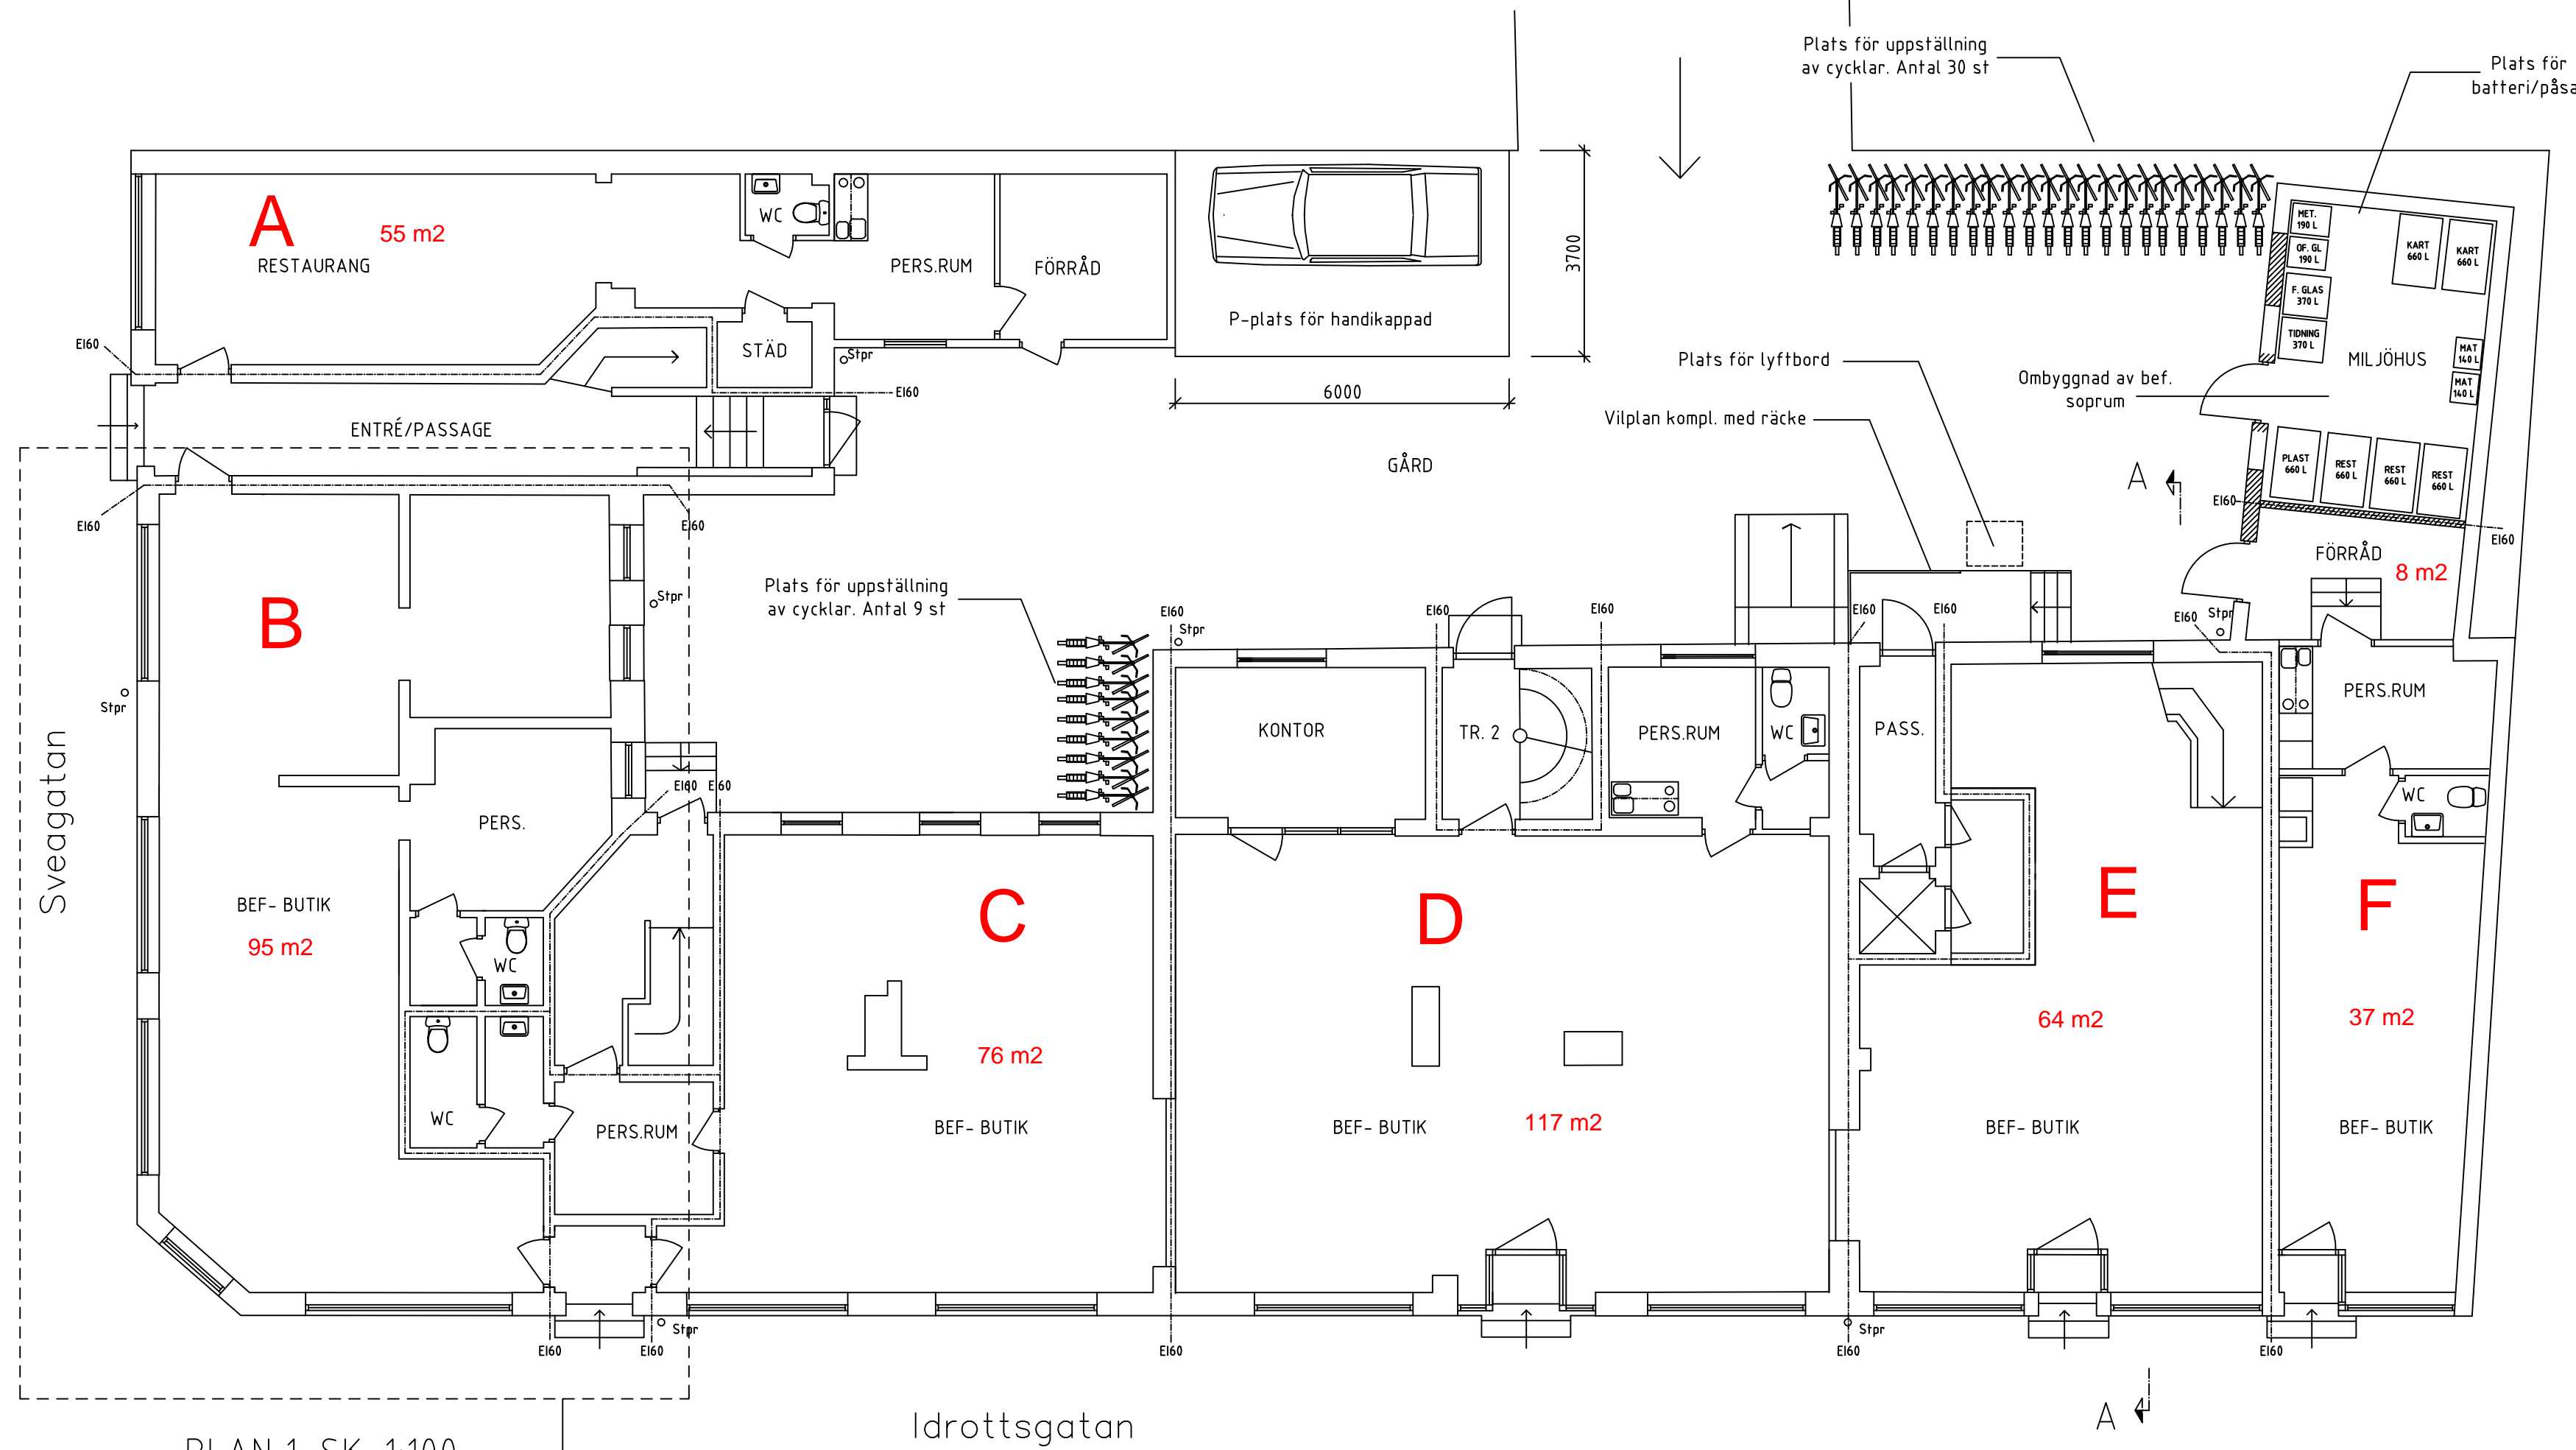 Plats för uppställning
av cyklar. Antal 30 st
Plats för
batteri/påsa
A
55 m2
RESTAURANG
WC
PERS.RUM
FÖRRÅD
P-plats för handikappad
3700
6000
STÄD
Stpr
EI60
EI60
ENTRÉ/PASSAGE
MET.
190 L
OF. GL
190 L
F. GLAS
370 L
TIDNING
370 L
KART
660 L
KART
660 L
MILJÖHUS
MAT
140 L
MAT
140 L
PLAST
660 L
REST
660 L
REST
660 L
REST
660 L
Plats för lyftbord
Ombyggnad av bef.
soprum
Vilplan kompl. med räcke
GÅRD
A
EI60
EI60
FÖRRÅD
8 m2
EI60
EI60
B
Stpr
Stpr
Plats för uppställning
av cyklar. Antal 9 st
EI60
Stpr
EI60
EI60
EI60
EI60
EI60
Stpr
KONTOR
TR. 2
PERS.RUM
WC
PASS.
PERS.RUM
WC
Sveagatan
EI60
EI60
PERS.
BEF- BUTIK
95 m2
WC
WC
PERS.RUM
C
76 m2
BEF- BUTIK
D
117 m2
BEF- BUTIK
E
64 m2
BEF- BUTIK
F
37 m2
BEF- BUTIK
EI60
EI60
Stpr
EI60
EI60
Stpr
EI60
Idrottsgatan
A
PLAN 1 SK 1:100